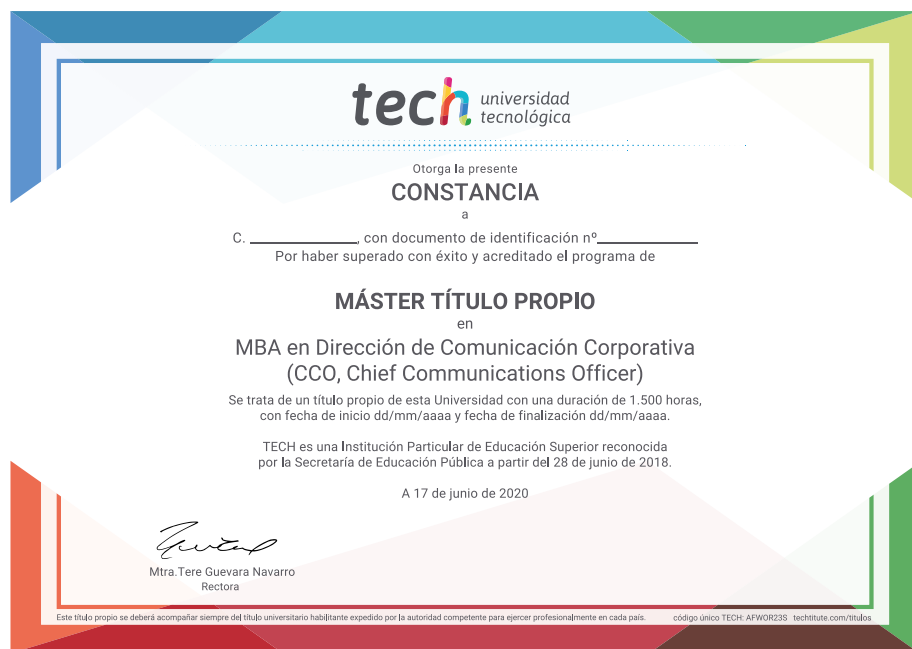 tech universidad
tecnológica
Otorga la presente
CONSTANCIA
a
C. ____________, con documento de identificación nº____________
Por haber superado con éxito y acreditado el programa de
MÁSTER TÍTULO PROPIO
en
MBA en Dirección de Comunicación Corporativa
(CCO, Chief Communications Officer)
Se trata de un título propio de esta Universidad con una duración de 1.500 horas,
con fecha de inicio dd/mm/aaaa y fecha de finalización dd/mm/aaaa.
TECH es una Institución Particular de Educación Superior reconocida
por la Secretaría de Educación Pública a partir del 28 de junio de 2018.
A 17 de junio de 2020
Mtra.Tere Guevara Navarro
Rectora
Este título propio se deberá acompañar siempre del título universitario habilitante expedido por la autoridad competente para ejercer profesionalmente en cada país. código único TECH: AFWOR23S techtitute.com/títulos